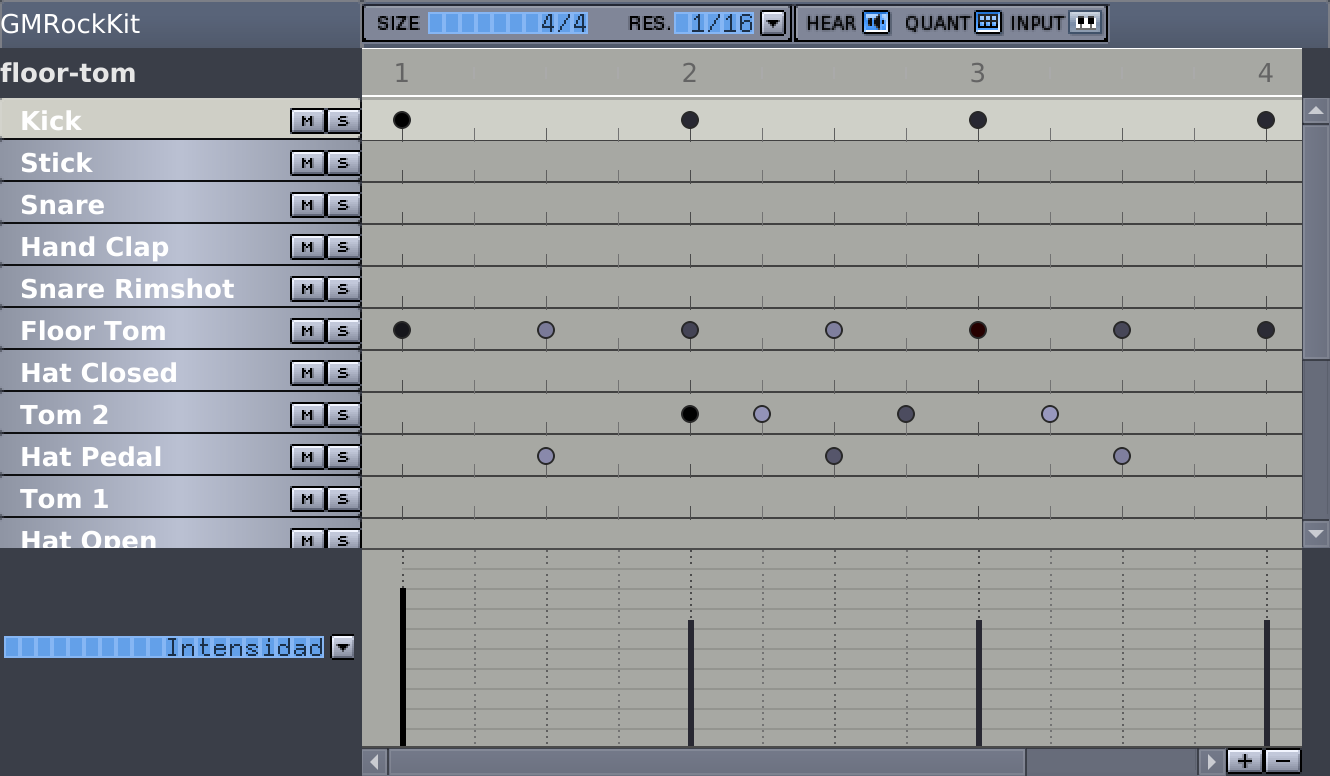 GMRockKit
SIZE 4/4 RES. 1/16 HEAR QUANT INPUT
floor-tom
1 2 3 4
Kick M S
Stick M S
Snare M S
Hand Clap M S
Snare Rimshot M S
Floor Tom M S
Hat Closed M S
Tom 2 M S
Hat Pedal M S
Tom 1 M S
Hat Open M S
Intensidad
+ −